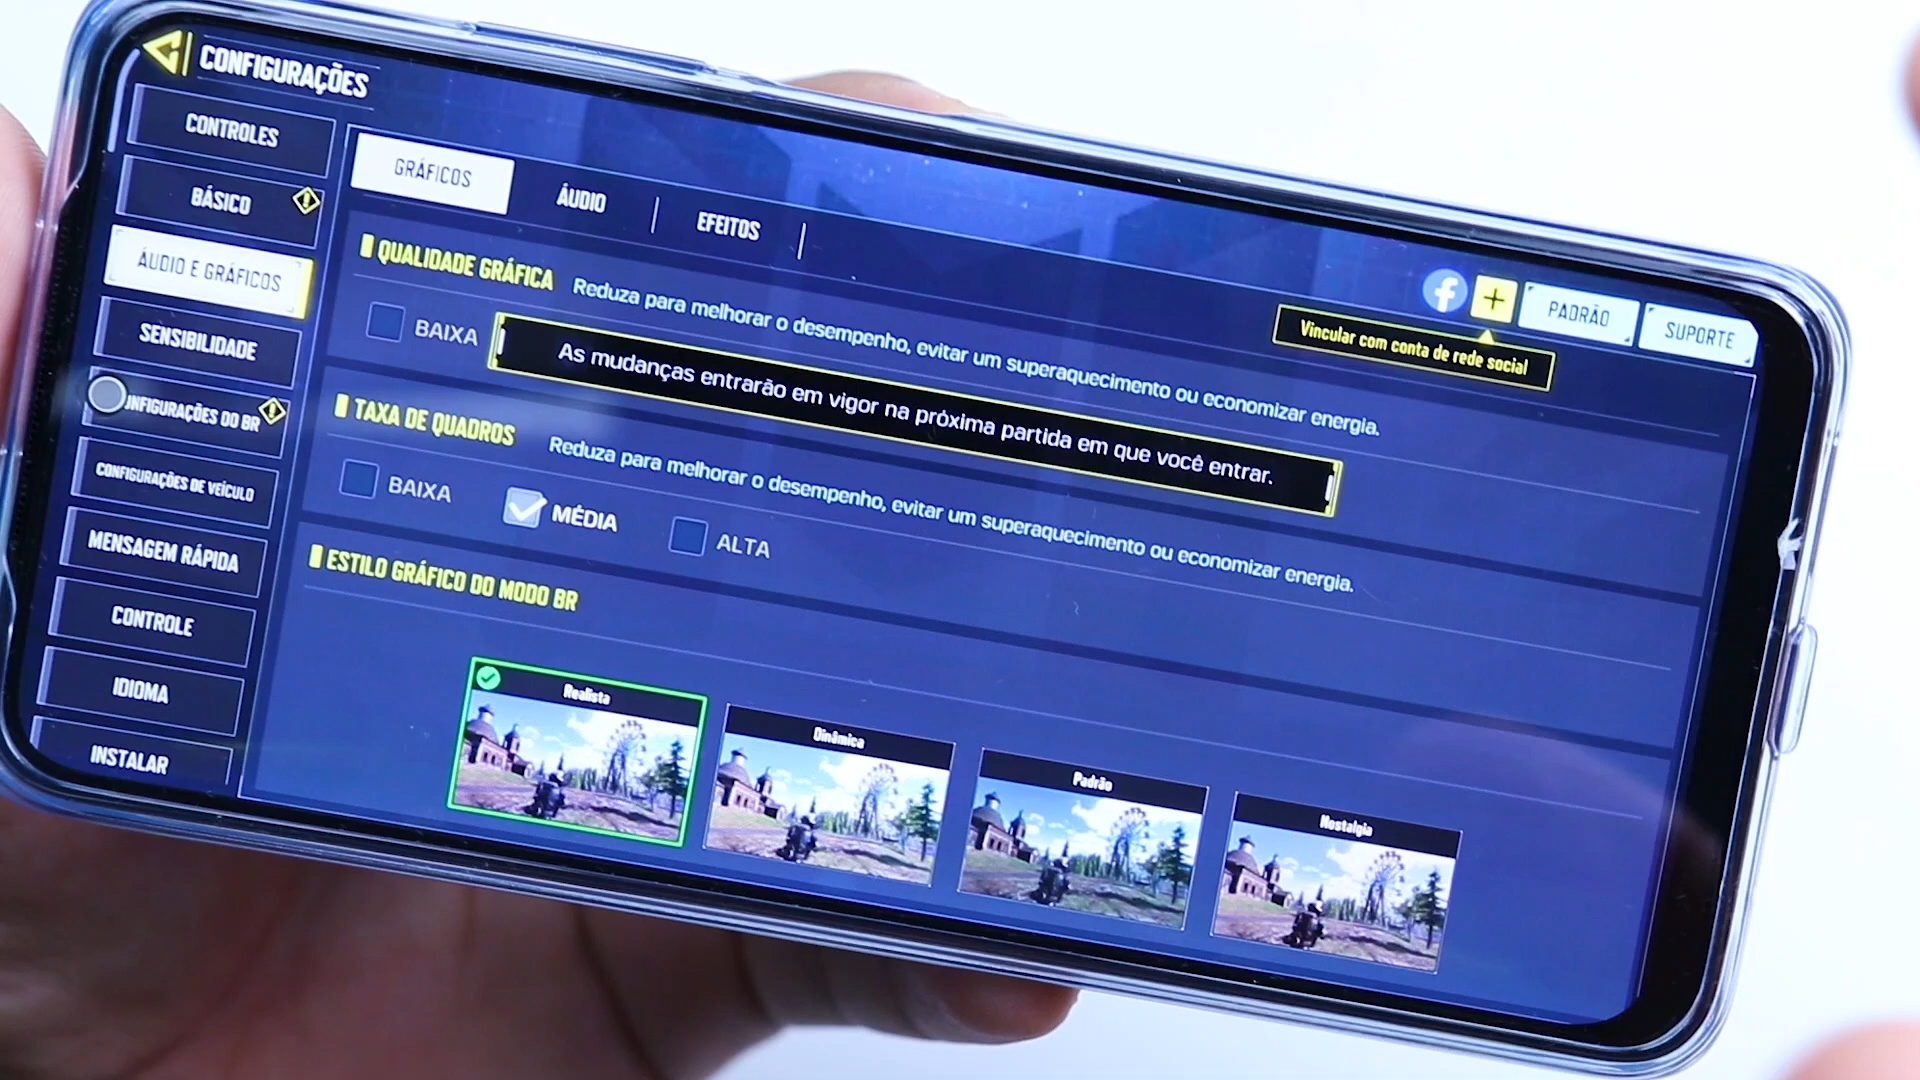 CONFIGURAÇÕES
CONTROLES
BÁSICO
ÁUDIO E GRÁFICOS
SENSIBILIDADE
NFIGURAÇÕES DO BR
CONFIGURAÇÕES DE VEÍCULO
MENSAGEM RÁPIDA
CONTROLE
IDIOMA
INSTALAR
GRÁFICOS
ÁUDIO
EFEITOS
PADRÃO
SUPORTE
Vincular com conta de rede social
QUALIDADE GRÁFICA Reduza para melhorar o desempenho, evitar um superaquecimento ou economizar energia.
BAIXA
As mudanças entrarão em vigor na próxima partida em que você entrar.
TAXA DE QUADROS Reduza para melhorar o desempenho, evitar um superaquecimento ou economizar energia.
BAIXA MÉDIA ALTA
ESTILO GRÁFICO DO MODO BR
Realista
Dinâmica
Padrão
Nostalgia